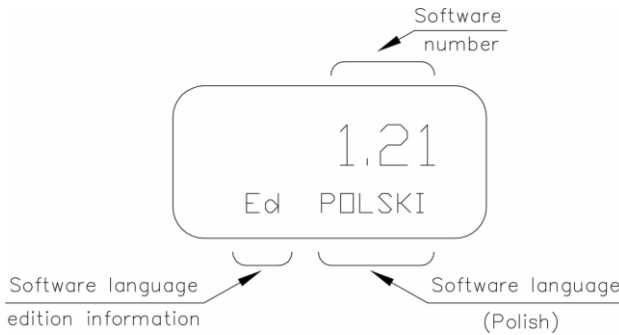 Software
number
1.21
Ed POLSKI
Software language
edition information
Software language
(Polish)